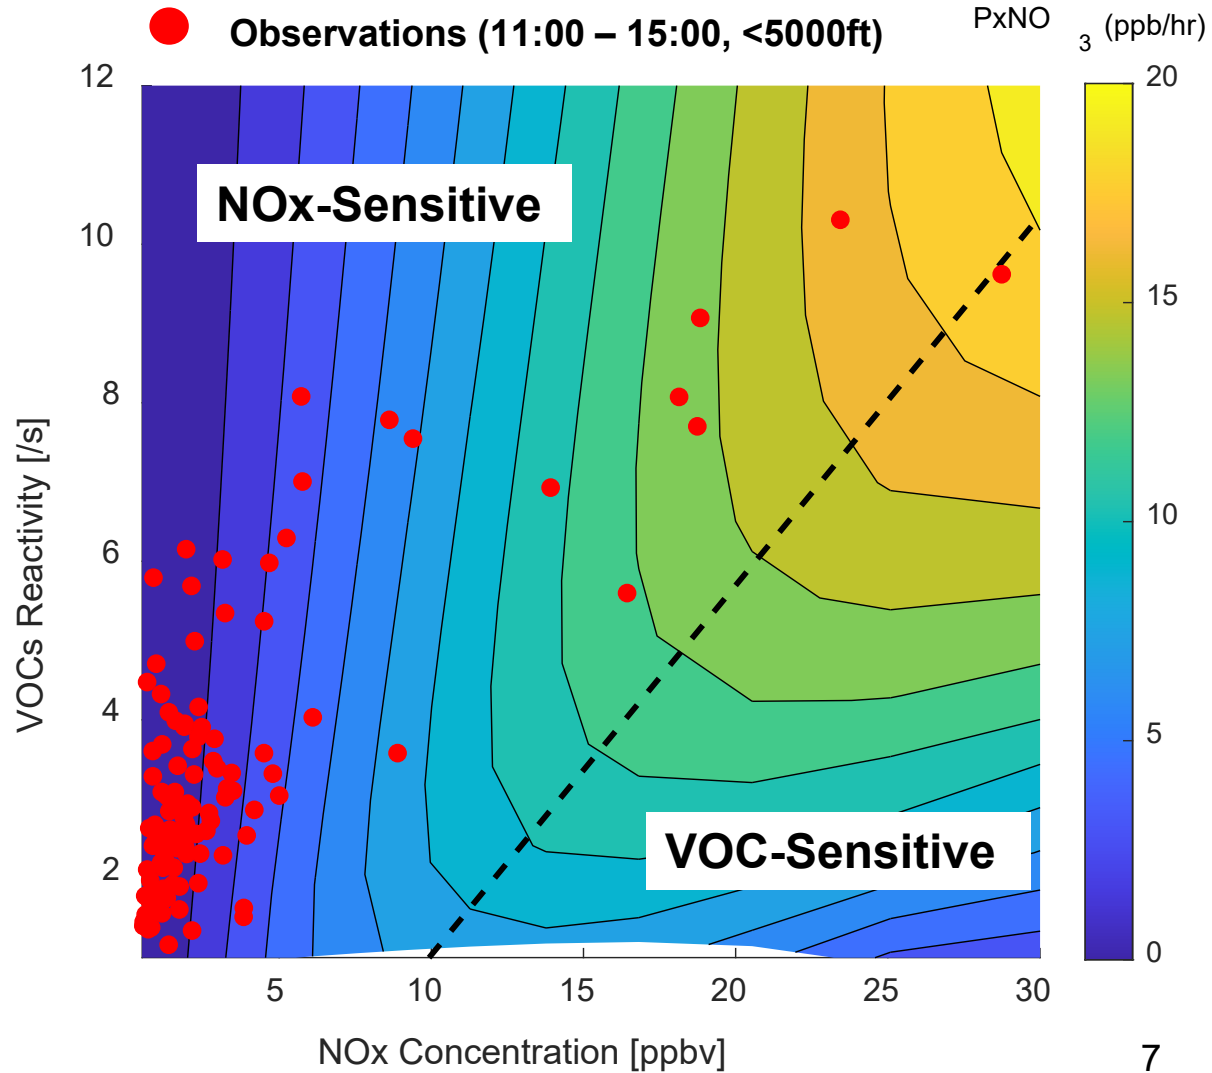 Observations (11:00 – 15:00, <5000ft)
PxNO
3
(ppb/hr)
12
10
8
6
4
2
VOCs Reactivity [/s]
NOx-Sensitive
VOC-Sensitive
20
15
10
5
0
5
10
15
20
25
30
NOx Concentration [ppbv]
7